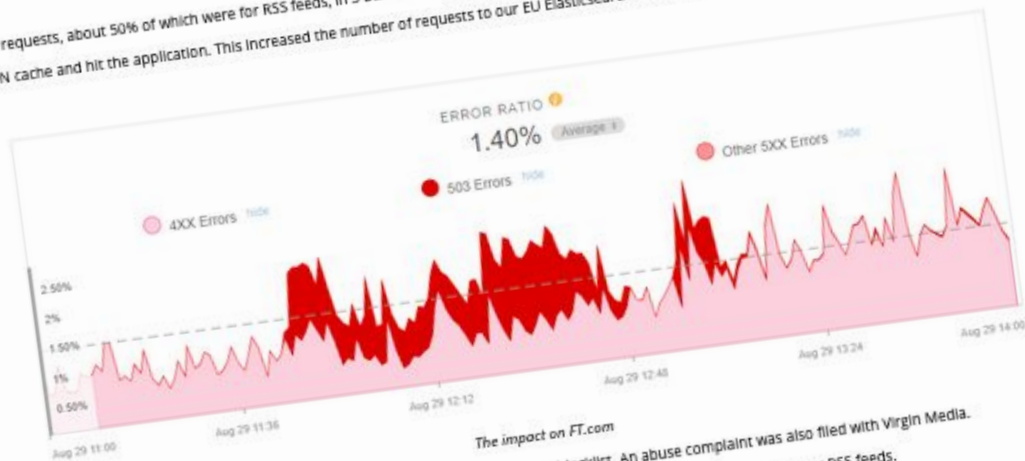 requests, about 50% of which were for RSS feeds, in
N cache and hit the application. This increased the number of requests to our EU
ERROR RATIO
1.40% Average
4XX Errors hide
503 Errors hide
Other 5XX Errors hide
2.50%
2%
1.50%
1%
0.50%
Aug 29 11:00
Aug 29 11:36
Aug 29 12:12
Aug 29 12:48
Aug 29 13:24
Aug 29 14:00
The impact on FT.com
An abuse complaint was also filed with Virgin Media.
RSS feeds.